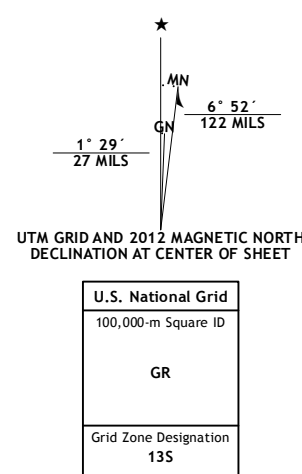 ★
MN
GN
6° 52´
122 MILS
1° 29´
27 MILS
UTM GRID AND 2012 MAGNETIC NORTH
DECLINATION AT CENTER OF SHEET
U.S. National Grid
100,000-m Square ID
GR
Grid Zone Designation
13S